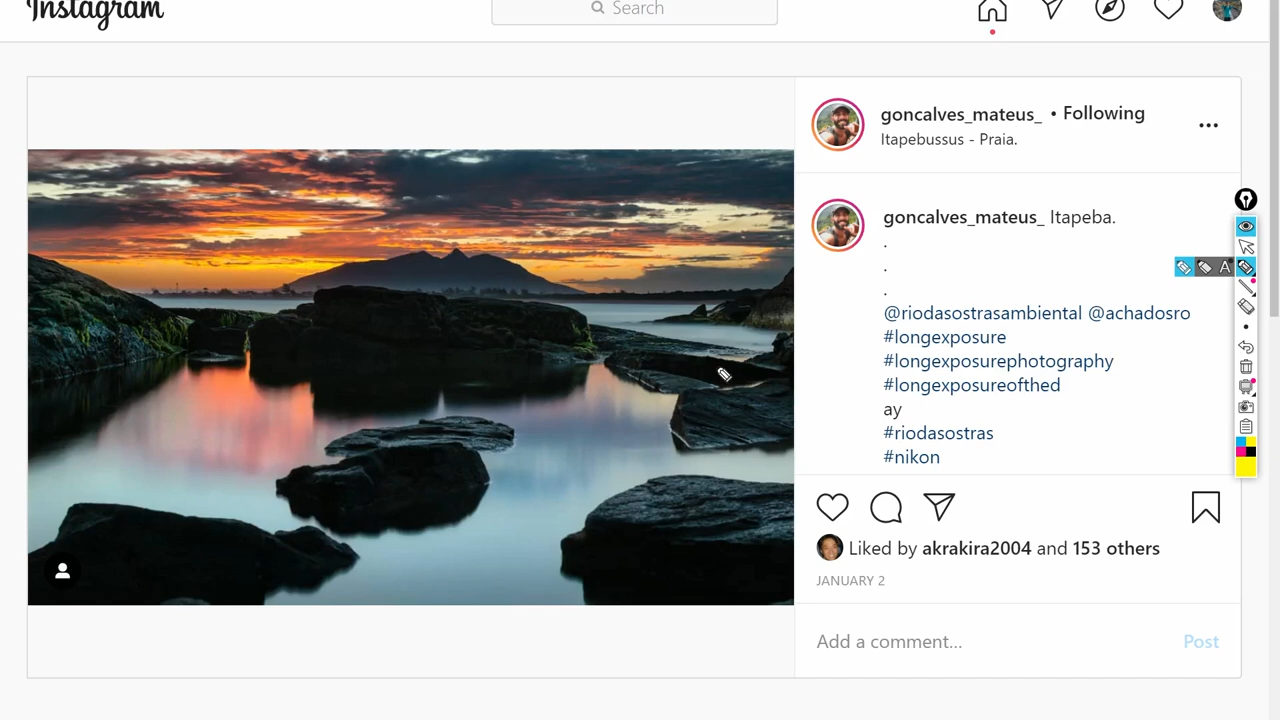 Instagram
Search
goncalves_mateus_ • Following
Itapebussus - Praia.
goncalves_mateus_ Itapeba.
.
.
.
@riodasostrasambiental @achadosro
#longexposure
#longexposurephotography
#longexposureofthed
ay
#riodasostras
#nikon
Liked by akrakira2004 and 153 others
JANUARY 2
Add a comment... Post
A